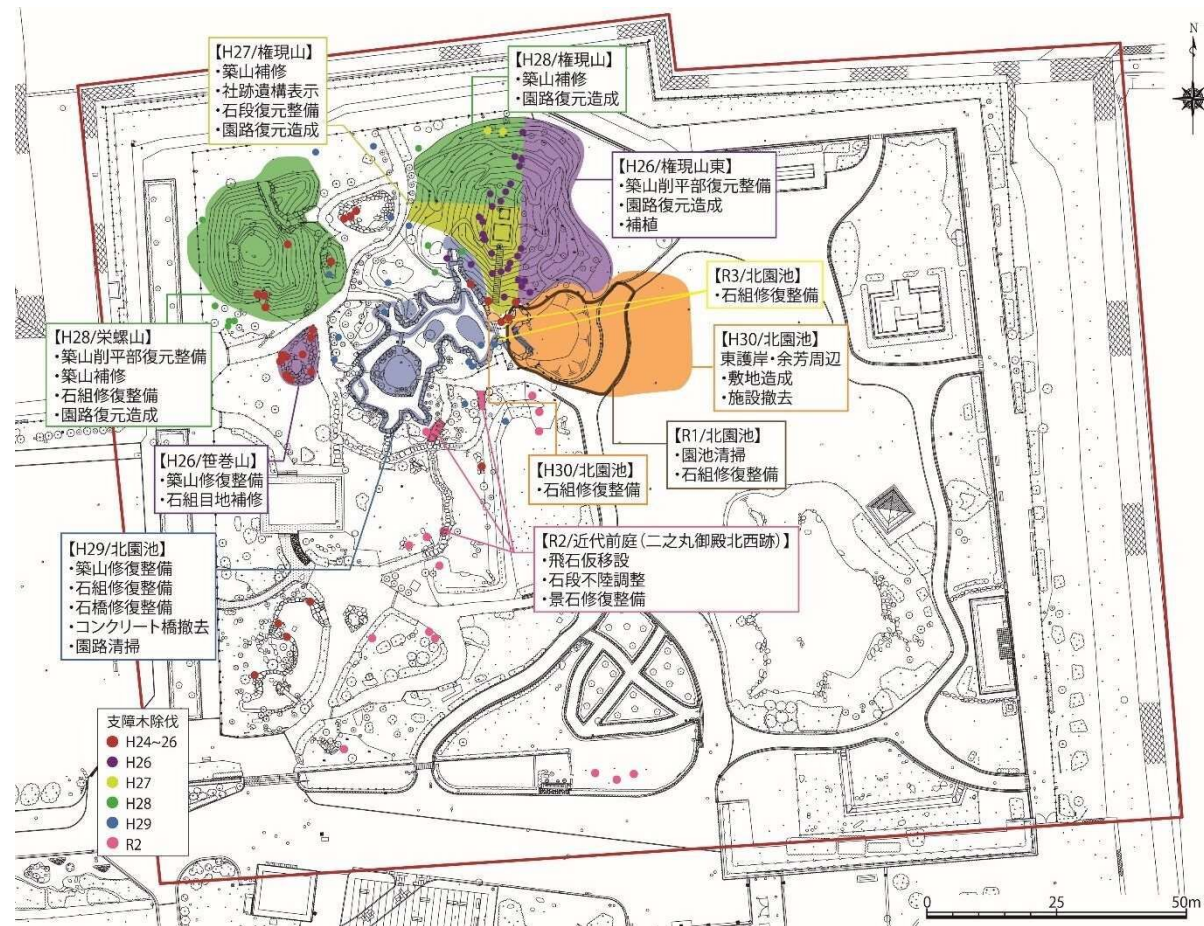 【H27/権現山】
・築山補修
・社跡遺構表示
・石段復元整備
・園路復元造成
【H28/権現山】
・築山補修
・園路復元造成
N
【H26/権現山東】
・築山削平部復元整備
・園路復元造成
・補植
【R3/北園池】
・石組修復整備
【H30/北園池】
東護岸・余芳周辺
・敷地造成
・施設撤去
【H28/栄螺山】
・築山削平部復元整備
・築山補修
・石組修復整備
・園路復元造成
【R1/北園池】
・園池清掃
・石組修復整備
【H26/笹巻山】
・築山修復整備
・石組目地補修
【H30/北園池】
・石組修復整備
【H29/北園池】
・築山修復整備
・石組修復整備
・石橋修復整備
・コンクリート橋撤去
・園路清掃
【R2/近代前庭(二之丸御殿北西跡)】
・飛石仮移設
・石段不陸調整
・景石修復整備
支障木除伐
H24~26
H26
H27
H28
H29
R2
0 25 50m